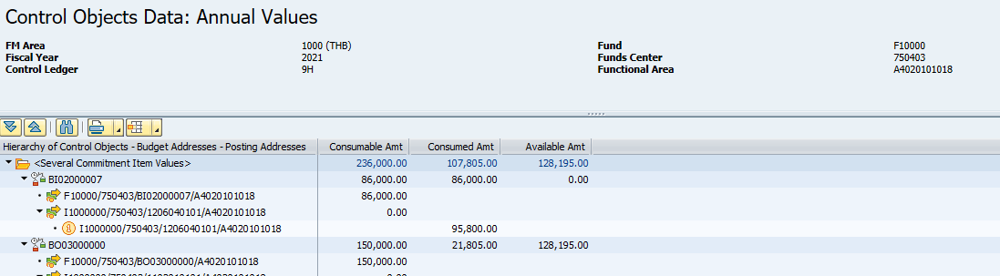 Control Objects Data: Annual Values
FM Area 1000 (THB) Fund F10000
Fiscal Year 2021 Funds Center 750403
Control Ledger 9H Functional Area A4020101018
Hierarchy of Control Objects - Budget Addresses - Posting Addresses Consumable Amt Consumed Amt Available Amt
<Several Commitment Item Values> 236,000.00 107,805.00 128,195.00
BI02000007 86,000.00 86,000.00 0.00
F10000/750403/BI02000007/A4020101018 86,000.00
I1000000/750403/1206040101/A4020101018 0.00
I1000000/750403/1206040101/A4020101018 95,800.00
BO03000000 150,000.00 21,805.00 128,195.00
F10000/750403/BO03000000/A4020101018 150,000.00